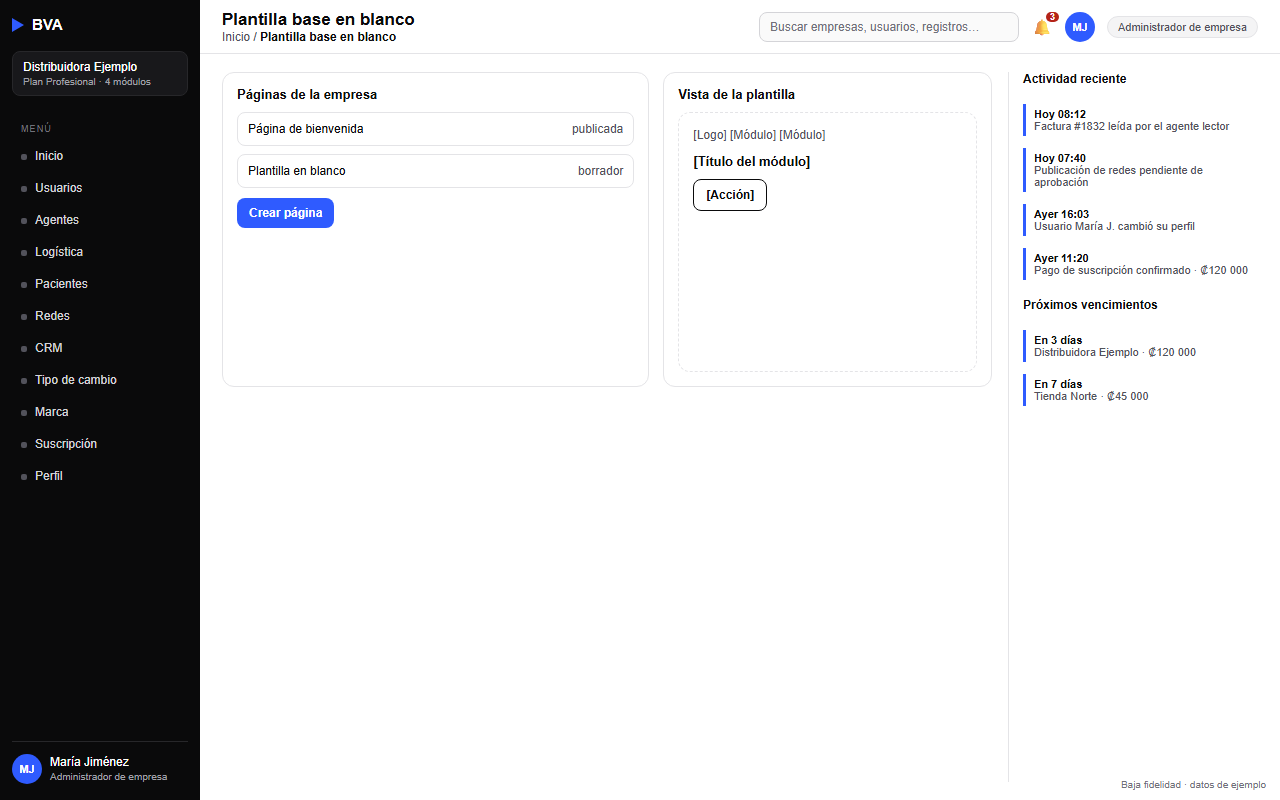 BVA
Distribuidora Ejemplo
Plan Profesional · 4 módulos
MENÚ
Inicio
Usuarios
Agentes
Logística
Pacientes
Redes
CRM
Tipo de cambio
Marca
Suscripción
Perfil
MJ
María Jiménez
Administrador de empresa
Plantilla base en blanco
Inicio / Plantilla base en blanco
Buscar empresas, usuarios, registros…
3
MJ
Administrador de empresa
Páginas de la empresa
Página de bienvenida publicada
Plantilla en blanco borrador
Crear página
Vista de la plantilla
[Logo] [Módulo] [Módulo]
[Título del módulo]
[Acción]
Actividad reciente
Hoy 08:12
Factura #1832 leída por el agente lector
Hoy 07:40
Publicación de redes pendiente de
aprobación
Ayer 16:03
Usuario María J. cambió su perfil
Ayer 11:20
Pago de suscripción confirmado · ₡120 000
Próximos vencimientos
En 3 días
Distribuidora Ejemplo · ₡120 000
En 7 días
Tienda Norte · ₡45 000
Baja fidelidad · datos de ejemplo